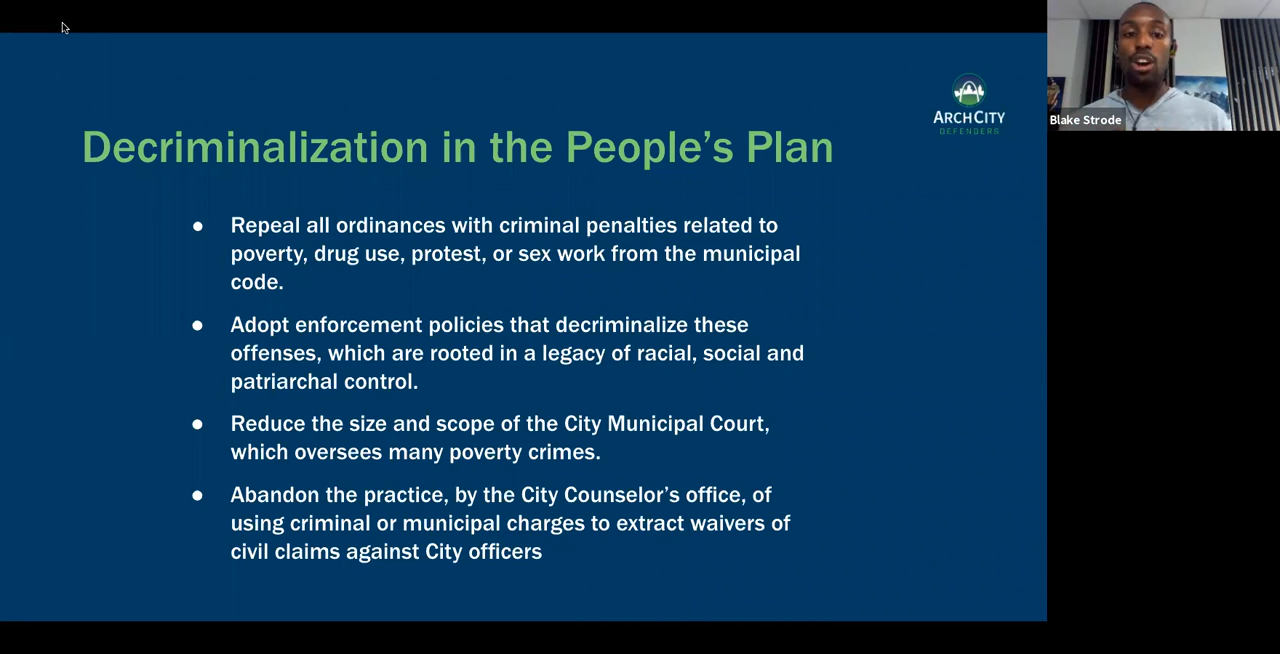 Decriminalization in the People's Plan
ARCHCITY
DEFENDERS
Blake Strode
● Repeal all ordinances with criminal penalties related to
poverty, drug use, protest, or sex work from the municipal
code.
● Adopt enforcement policies that decriminalize these
offenses, which are rooted in a legacy of racial, social and
patriarchal control.
● Reduce the size and scope of the City Municipal Court,
which oversees many poverty crimes.
● Abandon the practice, by the City Counselor's office, of
using criminal or municipal charges to extract waivers of
civil claims against City officers